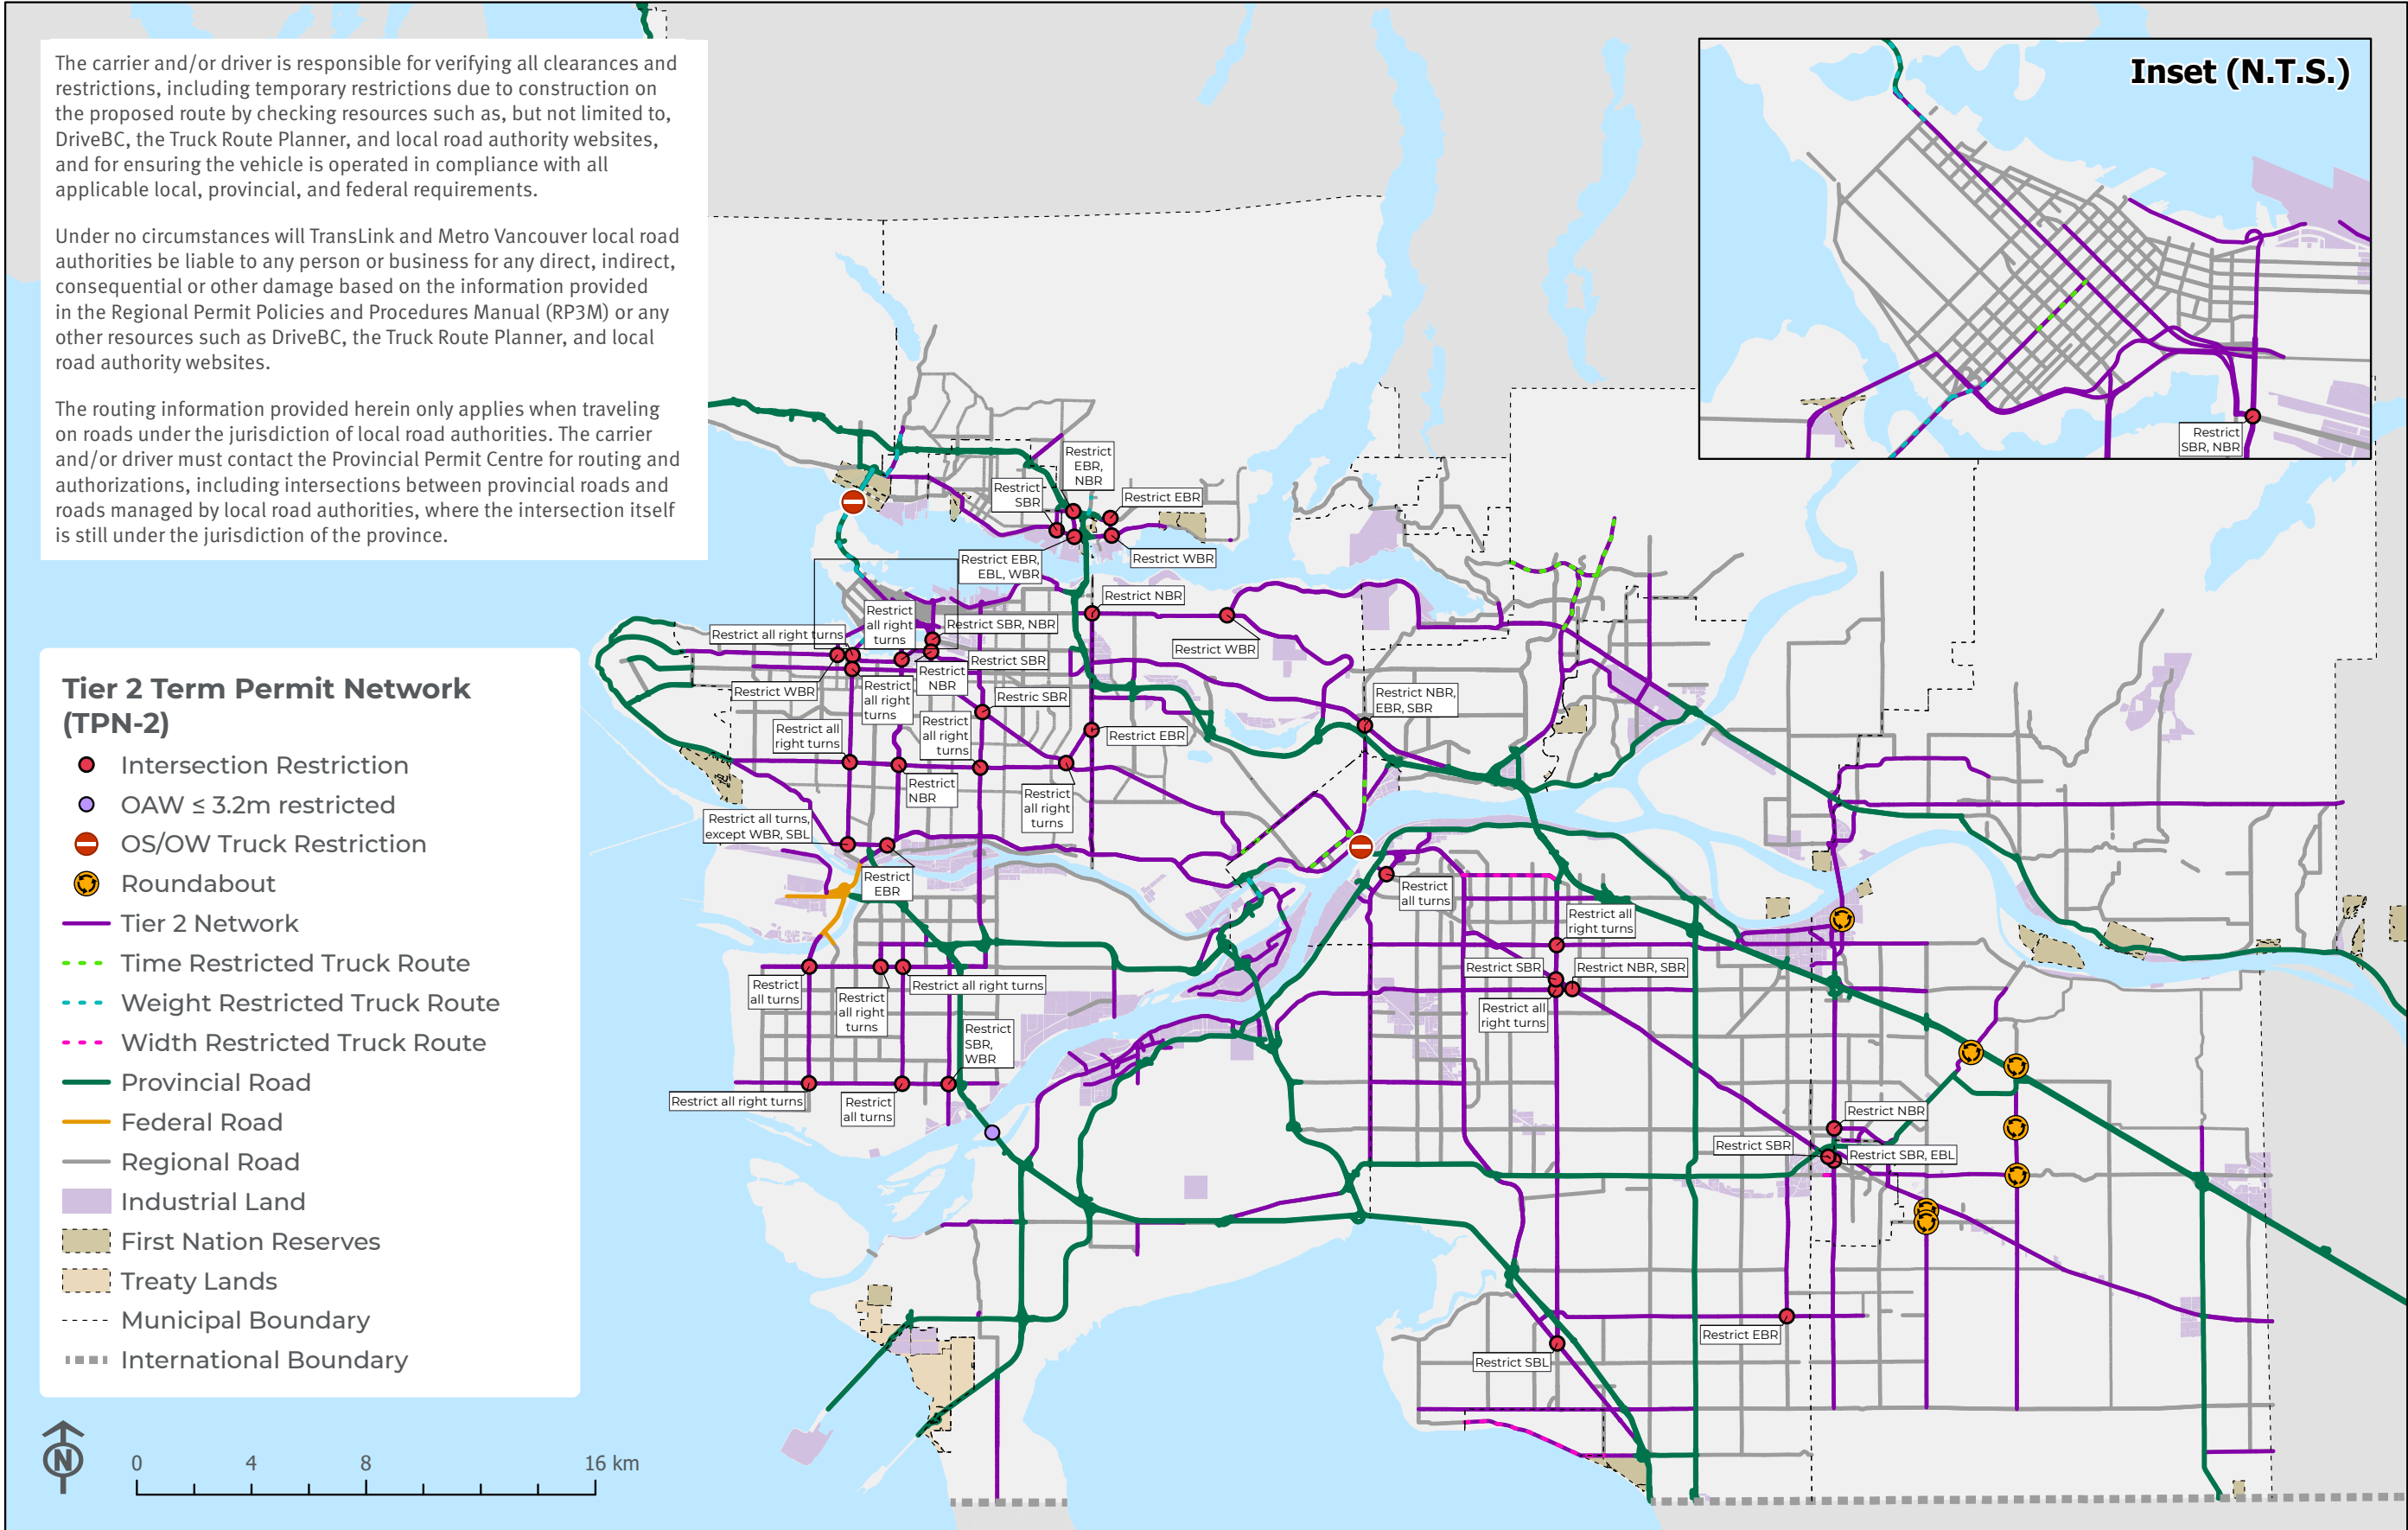 The carrier and/or driver is responsible for verifying all clearances and
restrictions, including temporary restrictions due to construction on
the proposed route by checking resources such as, but not limited to,
DriveBC, the Truck Route Planner, and local road authority websites,
and for ensuring the vehicle is operated in compliance with all
applicable local, provincial, and federal requirements.
Under no circumstances will TransLink and Metro Vancouver local road
authorities be liable to any person or business for any direct, indirect,
consequential or other damage based on the information provided
in the Regional Permit Policies and Procedures Manual (RP3M) or any
other resources such as DriveBC, the Truck Route Planner, and local
road authority websites.
The routing information provided herein only applies when traveling
on roads under the jurisdiction of local road authorities. The carrier
and/or driver must contact the Provincial Permit Centre for routing and
authorizations, including intersections between provincial roads and
roads managed by local road authorities, where the intersection itself
is still under the jurisdiction of the province.
Inset (N.T.S.)
Restrict
SBR, NBR
Restrict
EBR,
NBR
Restrict
SBR
Restrict EBR
Restrict EBR,
EBL, WBR
Restrict WBR
Restrict NBR
Restrict
all right
turns
Restrict SBR, NBR
Restrict all right turns
Restrict WBR
Restrict SBR
Restrict
NBR
Restrict WBR
Restrict
all right
turns
Restric SBR
Restrict NBR,
EBR, SBR
Restrict all
right turns
Restrict
all right
turns
Restrict EBR
Restrict
NBR
Restrict
all right
turns
Restrict all turns,
except WBR, SBL
Restrict
EBR
Restrict
all turns
Restrict all
right turns
Restrict SBR
Restrict NBR, SBR
Restrict
all turns
Restrict
all right
turns
Restrict all right turns
Restrict all
right turns
Restrict
SBR,
WBR
Restrict all right turns
Restrict
all turns
Restrict NBR
Restrict SBR
Restrict SBR, EBL
Restrict EBR
Restrict SBL
Tier 2 Term Permit Network
(TPN-2)
Intersection Restriction
OAW ≤ 3.2m restricted
OS/OW Truck Restriction
Roundabout
Tier 2 Network
Time Restricted Truck Route
Weight Restricted Truck Route
Width Restricted Truck Route
Provincial Road
Federal Road
Regional Road
Industrial Land
First Nation Reserves
Treaty Lands
Municipal Boundary
International Boundary
N
0 4 8 16 km